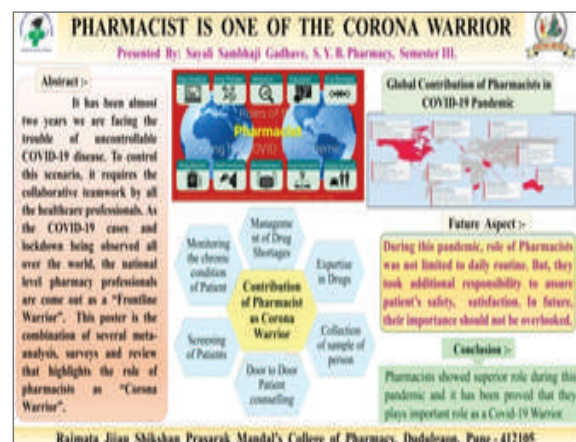 PHARMACIST IS ONE OF THE CORONA WARRIOR
Presented By: Sayali Sambhaji Gadhave, S. Y. B. Pharmacy, Semester III.
Abstract :-
It has been almost
two years we are facing the
trouble of uncontrollable
COVID-19 disease. To control
this scenario, it requires the
collaborative teamwork by all
the healthcare professionals. As
the COVID-19 cases and
lockdown being observed all
over the world, the national
level pharmacy professionals
are come out as a "Frontline
Warrior". This poster is the
combination of several meta-
analysis, surveys and review
that highlights the role of
pharmacists as "Corona
Warrior".
Roles of
Pharmacists
Manageme
nt of Drug
Shortages
Monitoring
the chronic
condition
of Patient
Expertise
in Drugs
Contribution
of Pharmacist
as Corona
Warrior
Screening
of Patients
Collection
of sample of
person
Door to Door
Patient
counselling
Global Contribution of Pharmacists in
COVID-19 Pandemic
Future Aspect :-
During this pandemic, role of Pharmacists
was not limited to daily routine. But, they
took additional responsibility to assure
patient's safety, satisfaction. In future,
their importance should not be overlooked.
Conclusion :-
Pharmacists showed superior role during this
pandemic and it has been proved that they
plays important role as a Covid-19 Warrior
Rajmata Jijau Shikshan Prasarak Mandal's College of Pharmacy, Dudulgaon, Pune - 412105